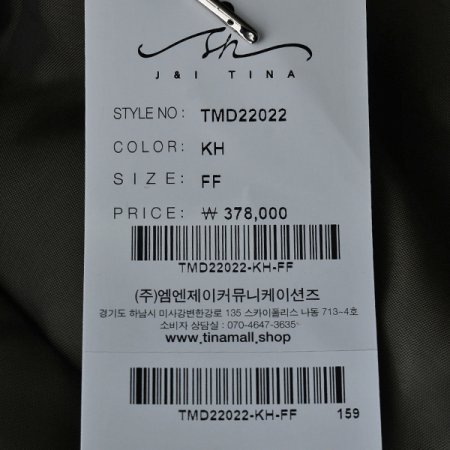 sh
J & I TINA
STYLE NO : TMD22022
COLOR: KH
SIZE: FF
PRICE: ₩ 378,000
TMD22022-KH-FF
(주)엠엔제이커뮤니케이션즈
경기도 하남시 미사강변한강로 135 스카이폴리스 나동 713-4호
소비자 상담실 : 070-4647-3635
www.tinamall.shop
TMD22022-KH-FF 159